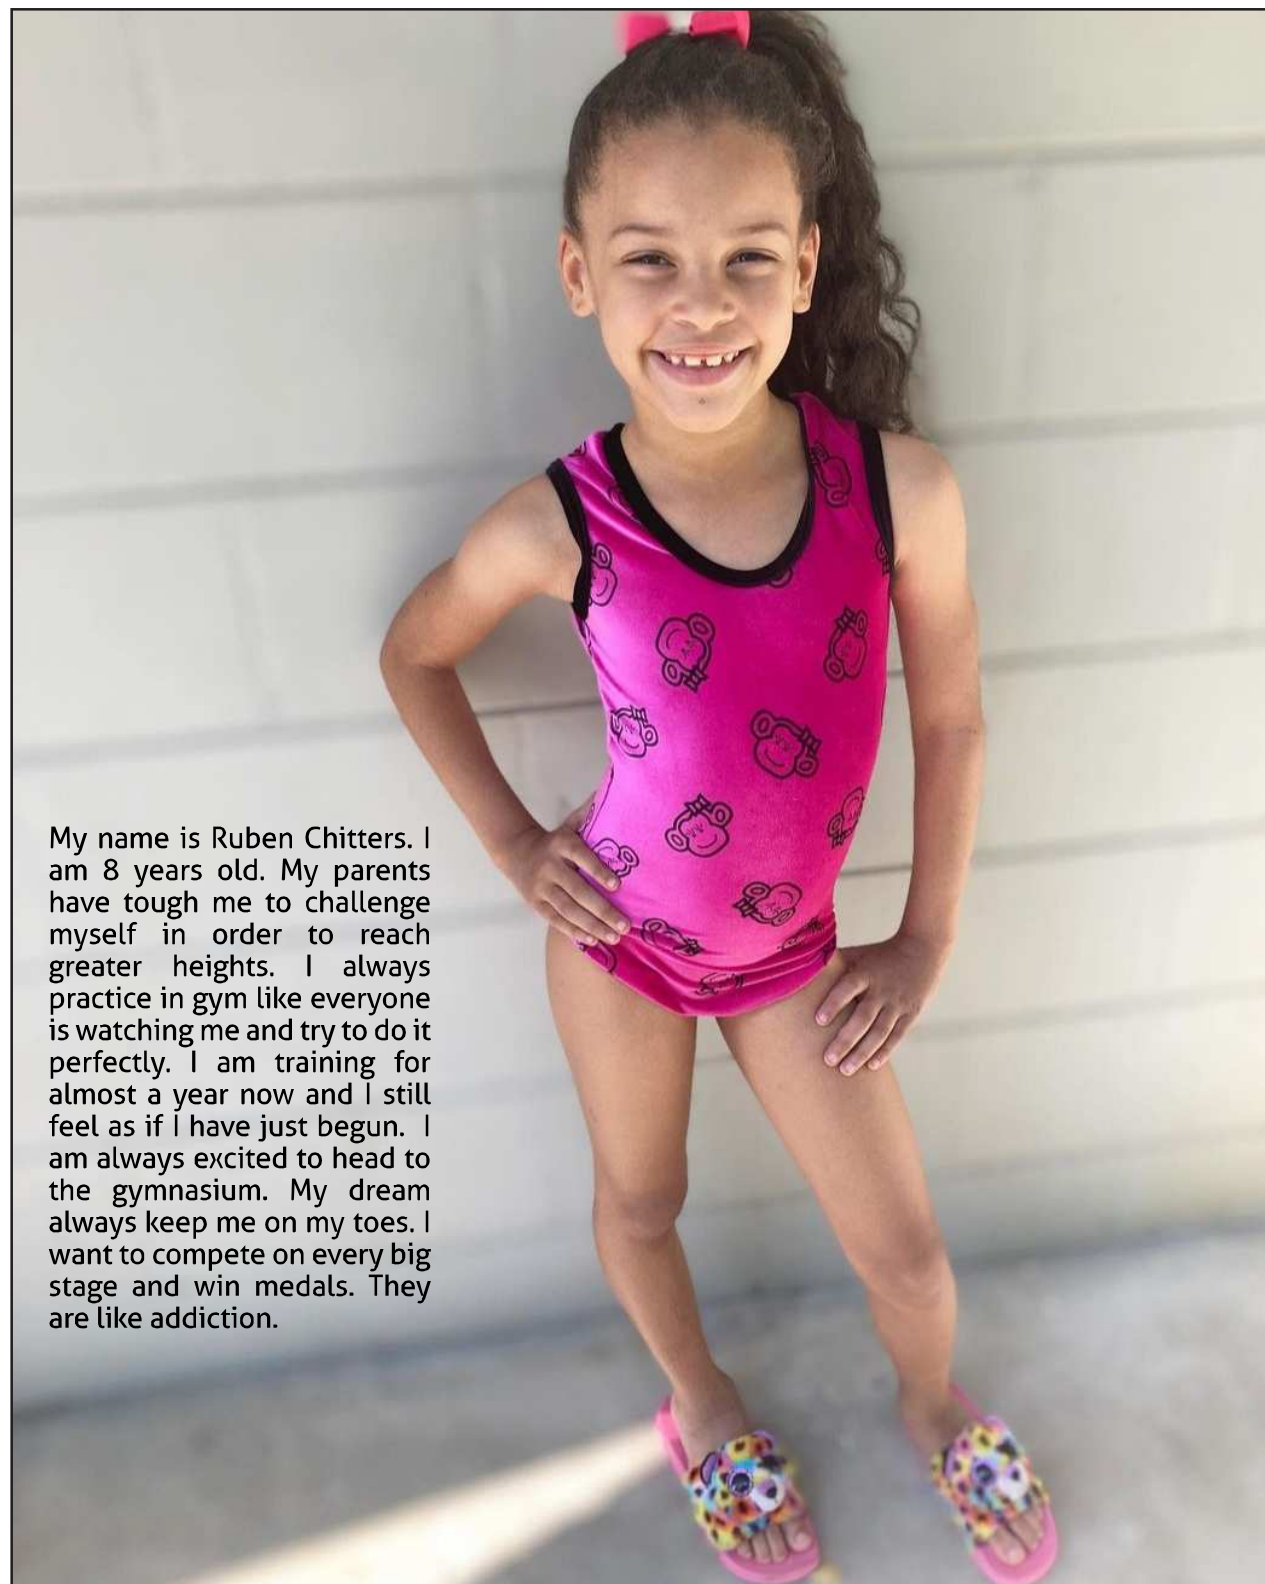 My name is Ruben Chitters. I
am 8 years old. My parents
have tough me to challenge
myself in order to reach
greater heights. I always
practice in gym like everyone
is watching me and try to do it
perfectly. I am training for
almost a year now and I still
feel as if I have just begun. I
am always excited to head to
the gymnasium. My dream
always keep me on my toes. I
want to compete on every big
stage and win medals. They
are like addiction.